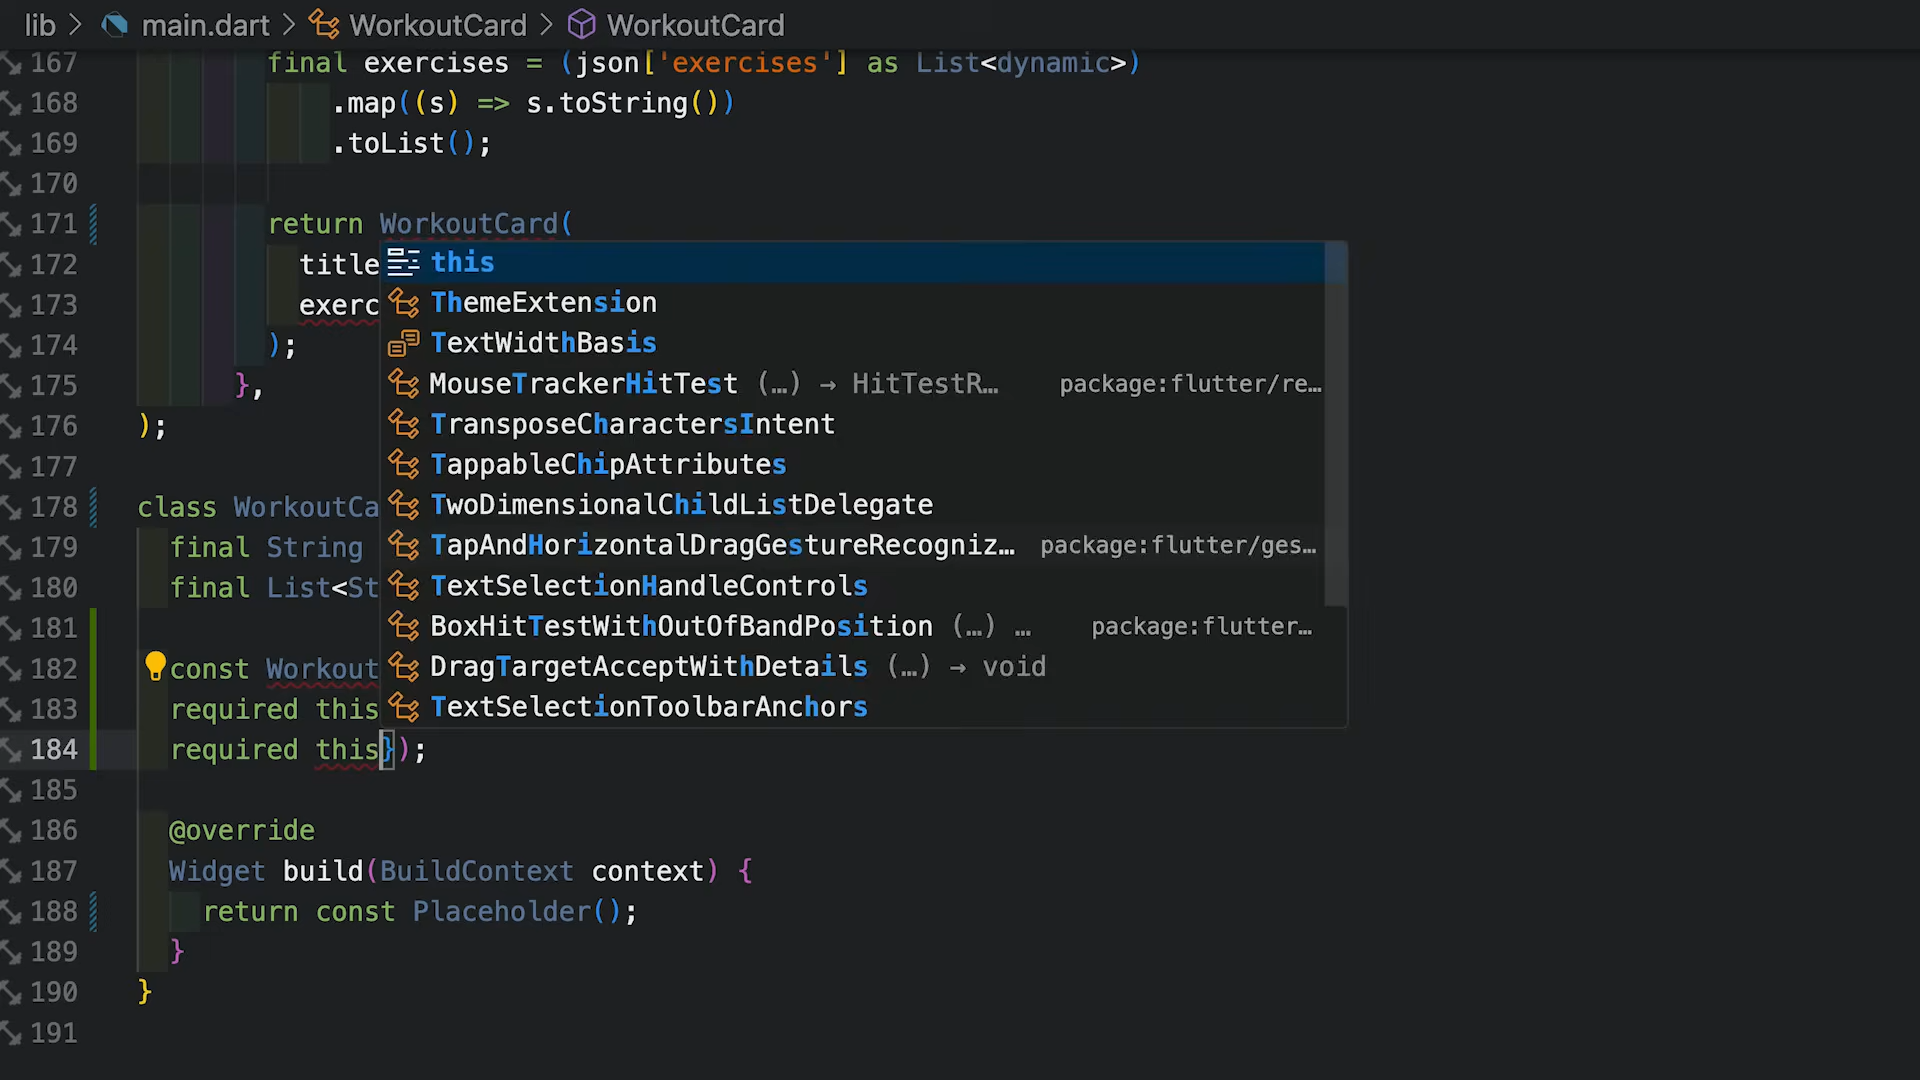 lib > main.dart > WorkoutCard > WorkoutCard
167 final exercises = (json['exercises'] as List<dynamic>)
168 .map((s) => s.toString())
169 .toList();
170
171 return WorkoutCard(
172 title
173 exerc
174 );
175 },
176 );
177
178 class WorkoutCa
179 final String
180 final List<St
181
182 const Workout
183 required this
184 required this});
185
186 @override
187 Widget build(BuildContext context) {
188 return const Placeholder();
189 }
190 }
191
this
ThemeExtension
TextWidthBasis
MouseTrackerHitTest (…) → HitTestR… package:flutter/re…
TransposeCharactersIntent
TappableChipAttributes
TwoDimensionalChildListDelegate
TapAndHorizontalDragGestureRecogniz… package:flutter/ges…
TextSelectionHandleControls
BoxHitTestWithOutOfBandPosition (…) … package:flutter…
DragTargetAcceptWithDetails (…) → void
TextSelectionToolbarAnchors